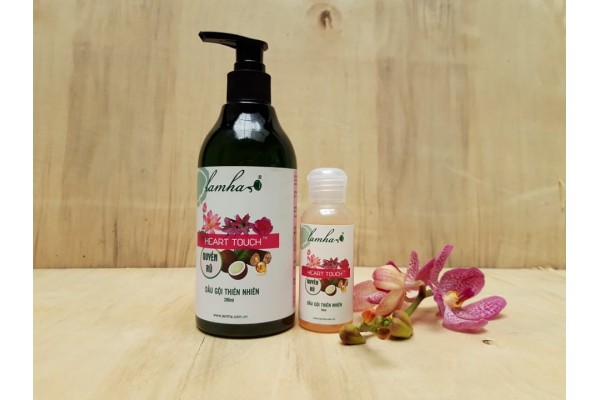 Lamha ®
HEART TOUCH™
QUYẾN
RŨ
DẦU GỘI THIÊN NHIÊN
www.lamha.com.vn
Lamha ®
HEART TOUCH
QUYẾN
RŨ
DẦU GỘI THIÊN NHIÊN